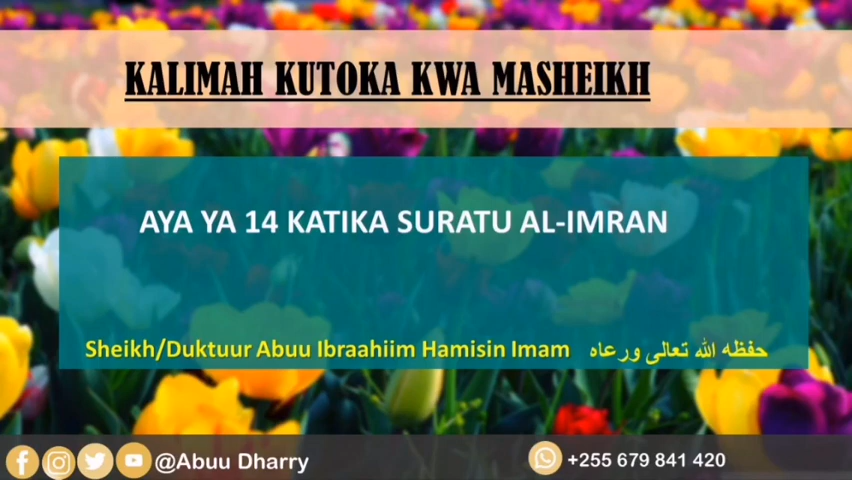 KALIMAH KUTOKA KWA MASHEIKH
AYA YA 14 KATIKA SURATU AL-IMRAN
Sheikh/Duktuur Abuu Ibraahiim Hamisin Imam حفظه الله تعالى ورعاه
@Abuu Dharry
+255 679 841 420